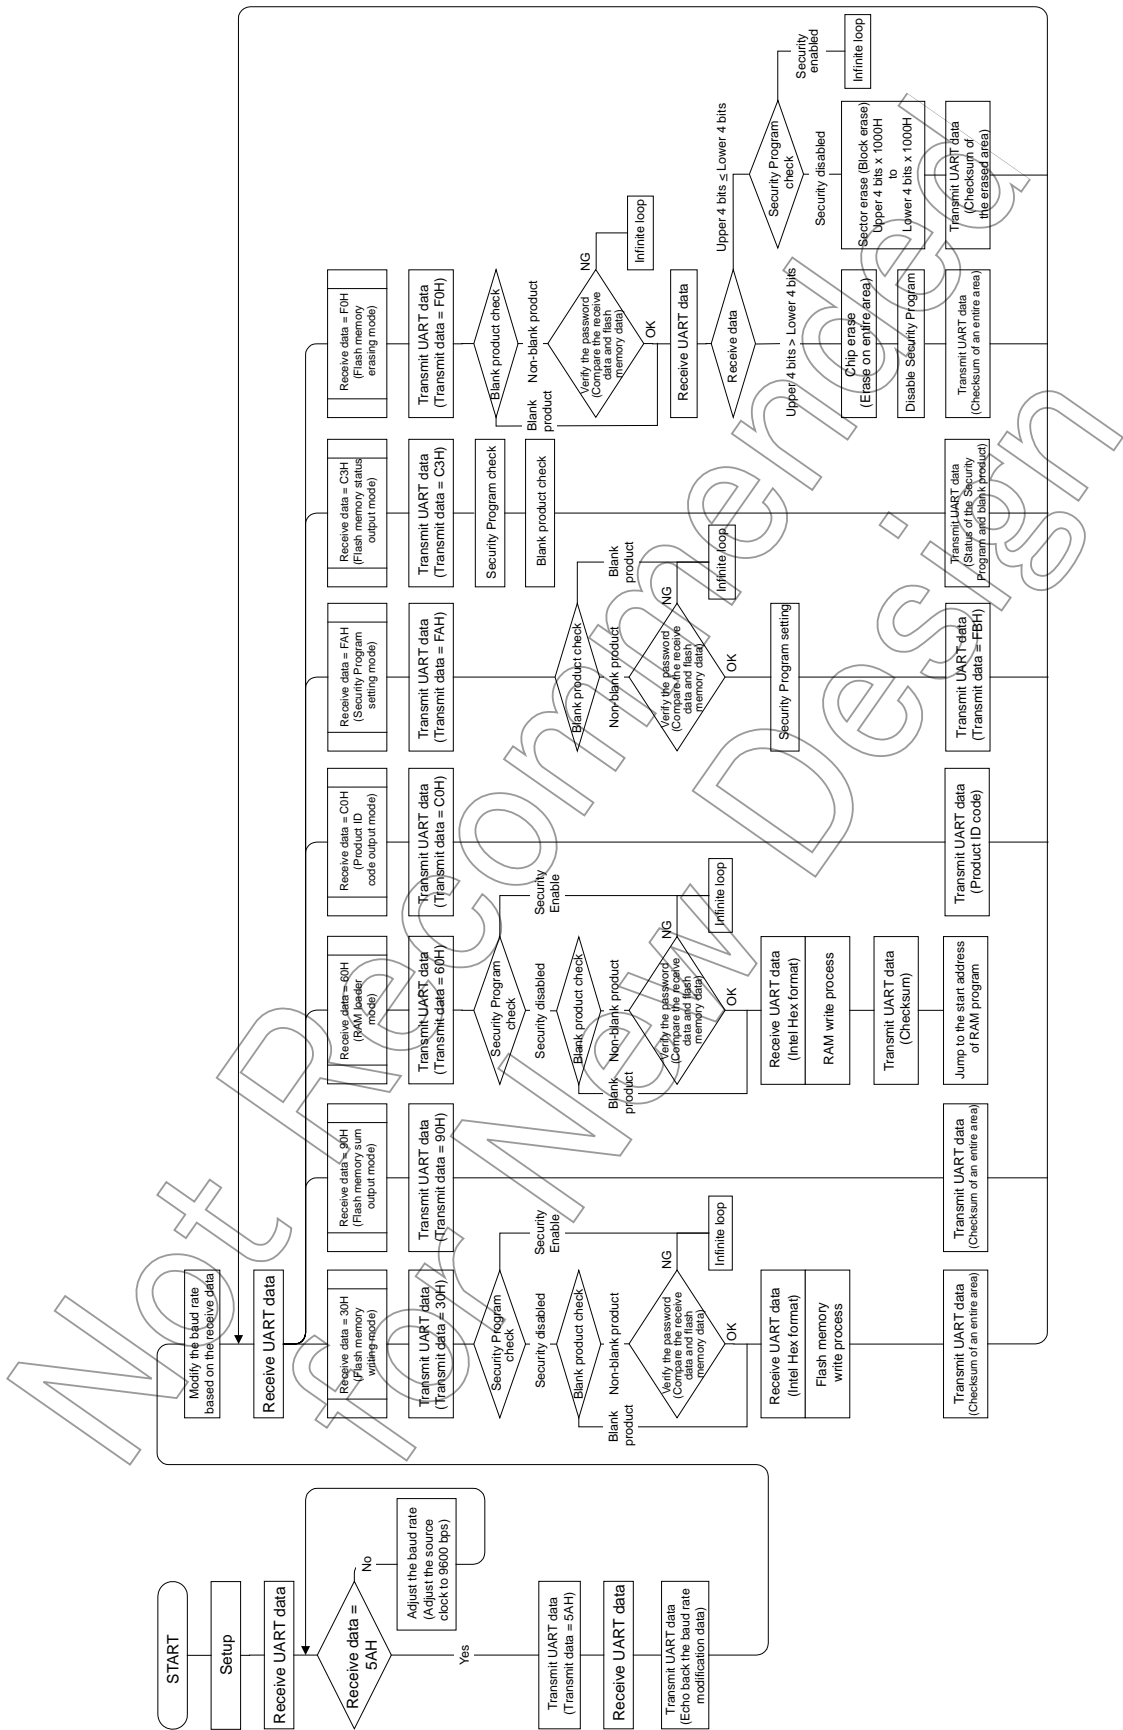 START
Setup
Receive UART data
Receive data =
5AH
No
Adjust the baud rate
(Adjust the source
clock to 9600 bps)
Yes
Transmit UART data
(Transmit data = 5AH)
Receive UART data
Transmit UART data
(Echo back the baud rate
modification data)
Modify the baud rate
based on the receive data
Receive UART data
Receive data = 30H
(Flash memory
writing mode)
Transmit UART data
(Transmit data = 30H)
Security Program
check
Security
Enable
Security disabled
Blank product check
Blank
product
Non-blank product
Verify the password
(Compare the receive
data and flash
memory data)
NG
Infinite loop
OK
Receive UART data
(Intel Hex format)
Flash memory
write process
Transmit UART data
(Checksum of an entire area)
Receive data = 90H
(Flash memory sum
output mode)
Transmit UART data
(Transmit data = 90H)
Transmit UART data
(Checksum of an entire area)
Receive data = 60H
(RAM loader
mode)
Transmit UART data
(Transmit data = 60H)
Security Program
check
Security
Enable
Security disabled
Blank product check
Blank
product
Non-blank product
Verify the password
(Compare the receive
data and flash
memory data)
NG
Infinite loop
OK
Receive UART data
(Intel Hex format)
RAM write process
Transmit UART data
(Checksum)
Jump to the start address
of RAM program
Receive data = C0H
(Product ID
code output mode)
Transmit UART data
(Transmit data = C0H)
Transmit UART data
(Product ID code)
Receive data = FAH
(Security Program
setting mode)
Transmit UART data
(Transmit data = FAH)
Blank product check
Blank
product
Non-blank product
Verify the password
(Compare the receive
data and flash
memory data)
NG
Infinite loop
OK
Security Program setting
Transmit UART data
(Transmit data = FBH)
Receive data = C3H
(Flash memory status
output mode)
Transmit UART data
(Transmit data = C3H)
Security Program check
Blank product check
Transmit UART data
(Status of the Security
Program and blank product)
Receive data = F0H
(Flash memory
erasing mode)
Transmit UART data
(Transmit data = F0H)
Blank product check
Blank
product
Non-blank product
Verify the password
(Compare the receive
data and flash
memory data)
NG
Infinite loop
OK
Receive UART data
Receive data
Upper 4 bits > Lower 4 bits
Chip erase
(Erase on entire area)
Disable Security Program
Transmit UART data
(Checksum of an entire area)
Upper 4 bits ≤ Lower 4 bits
Security Program
check
Security
enabled
Infinite loop
Security disabled
Sector erase (Block erase)
Upper 4 bits x 1000H
to
Lower 4 bits x 1000H
Transmit UART data
(Checksum of
the erased area)
Not Recommended
for New Design